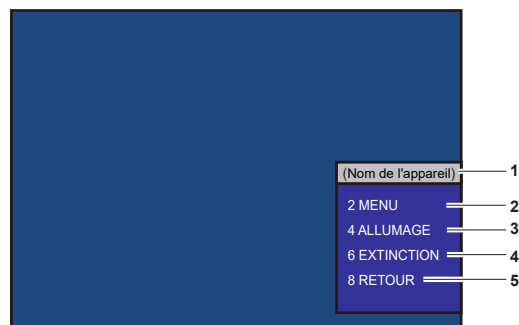 (Nom de l'appareil) 1
2 MENU 2
4 ALLUMAGE 3
6 EXTINCTION 4
8 RETOUR 5